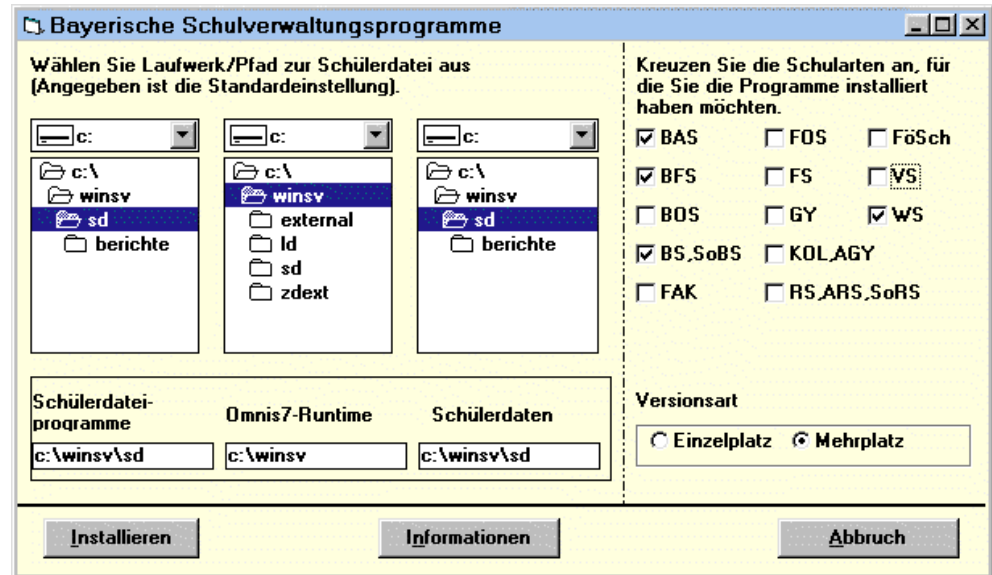 Bayerische Schulverwaltungsprogramme
Wählen Sie Laufwerk/Pfad zur Schülerdatei aus
(Angegeben ist die Standardeinstellung).
c:
c:
c:
c:\
winsv
sd
berichte
c:\
winsv
external
ld
sd
zdext
c:\
winsv
sd
berichte
Schülerdatei-
programme
Omnis7-Runtime
Schülerdaten
c:\winsv\sd
c:\winsv
c:\winsv\sd
Kreuzen Sie die Schularten an, für
die Sie die Programme installiert
haben möchten.
BAS FOS FöSch
BFS FS VS
BOS GY WS
BS,SoBS KOL,AGY
FAK RS,ARS,SoRS
Versionsart
Einzelplatz Mehrplatz
Installieren Informationen Abbruch